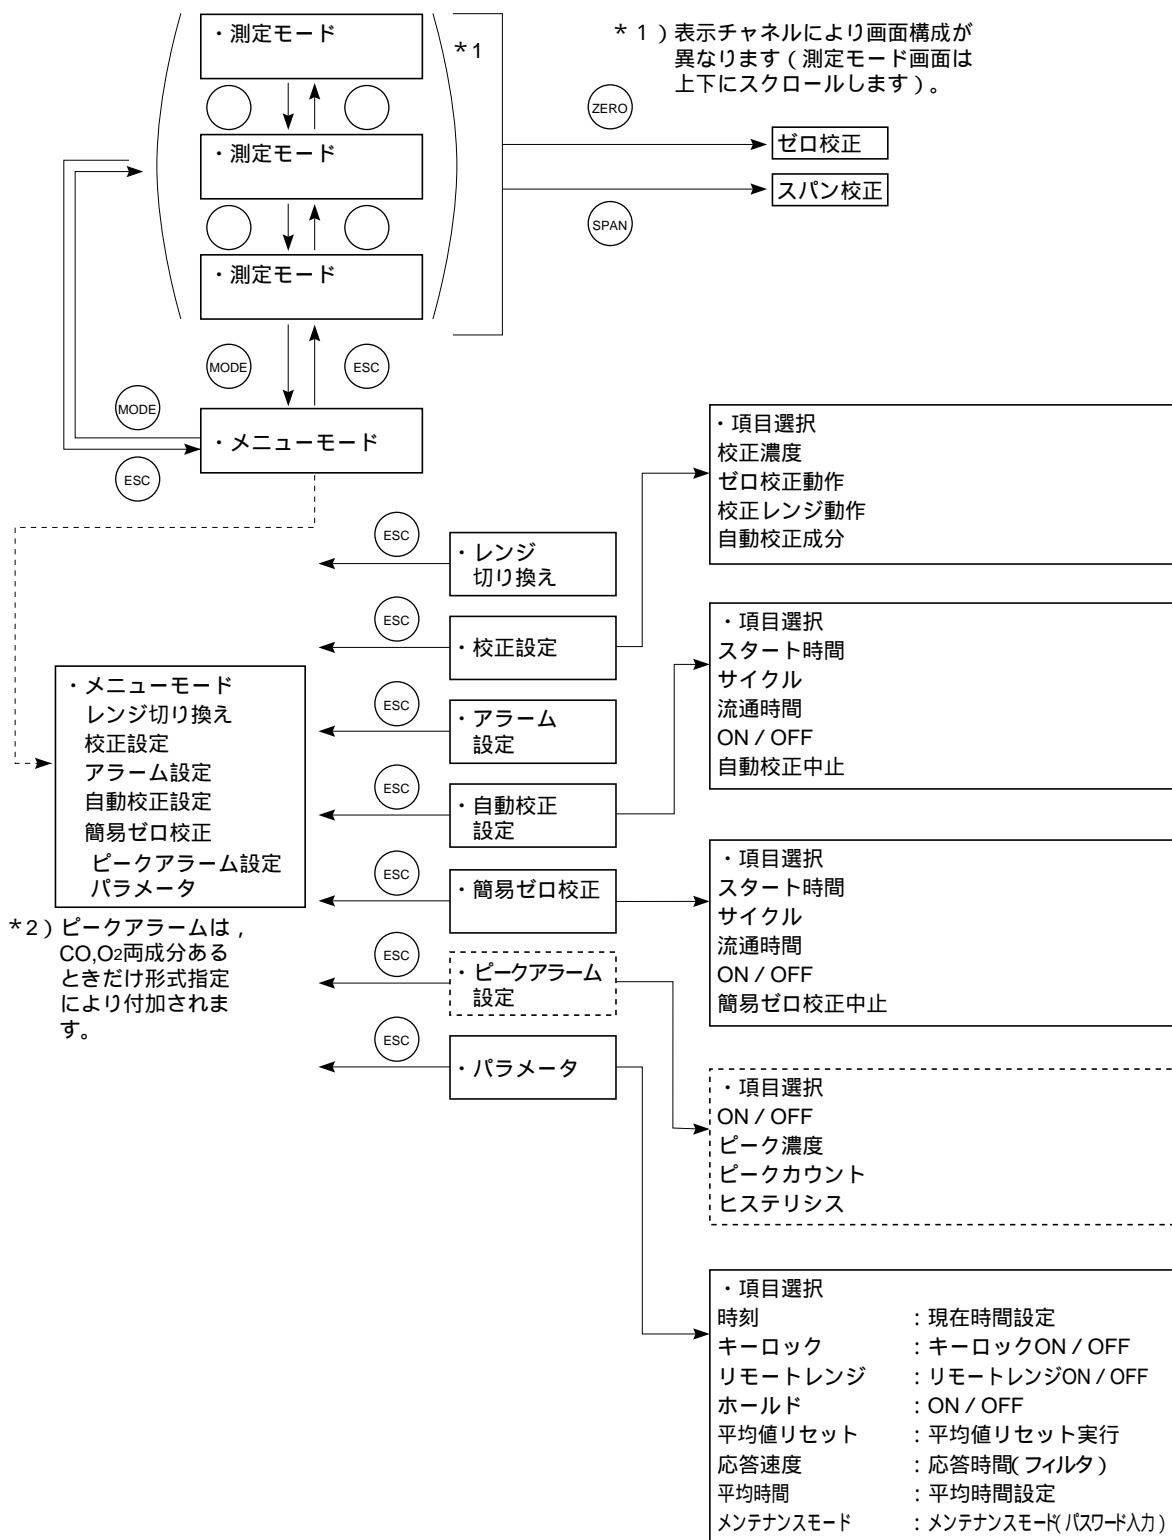 ・測定モード
*1
*1）表示チャネルにより画面構成が
異なります（測定モード画面は
上下にスクロールします）。
ZERO
・測定モード
ゼロ校正
スパン校正
SPAN
・測定モード
MODE
ESC
MODE
・メニューモード
ESC
・項目選択
校正濃度
ゼロ校正動作
校正レンジ動作
自動校正成分
ESC
・レンジ
切り換え
ESC
・校正設定
・項目選択
スタート時間
サイクル
流通時間
ON／OFF
自動校正中止
・メニューモード
レンジ切り換え
校正設定
アラーム設定
自動校正設定
簡易ゼロ校正
ピークアラーム設定
パラメータ
ESC
・アラーム
設定
ESC
・自動校正
設定
ESC
・簡易ゼロ校正
・項目選択
スタート時間
サイクル
流通時間
ON／OFF
簡易ゼロ校正中止
*2）ピークアラームは，
CO,O2両成分ある
ときだけ形式指定
により付加されま
す。
ESC
・ピークアラーム
設定
ESC
・パラメータ
・項目選択
ON／OFF
ピーク濃度
ピークカウント
ヒステリシス
・項目選択
時刻 ：現在時間設定
キーロック ：キーロックON／OFF
リモートレンジ ：リモートレンジON／OFF
ホールド ：ON／OFF
平均値リセット ：平均値リセット実行
応答速度 ：応答時間（フィルタ）
平均時間 ：平均時間設定
メンテナンスモード ：メンテナンスモード（パスワード入力）